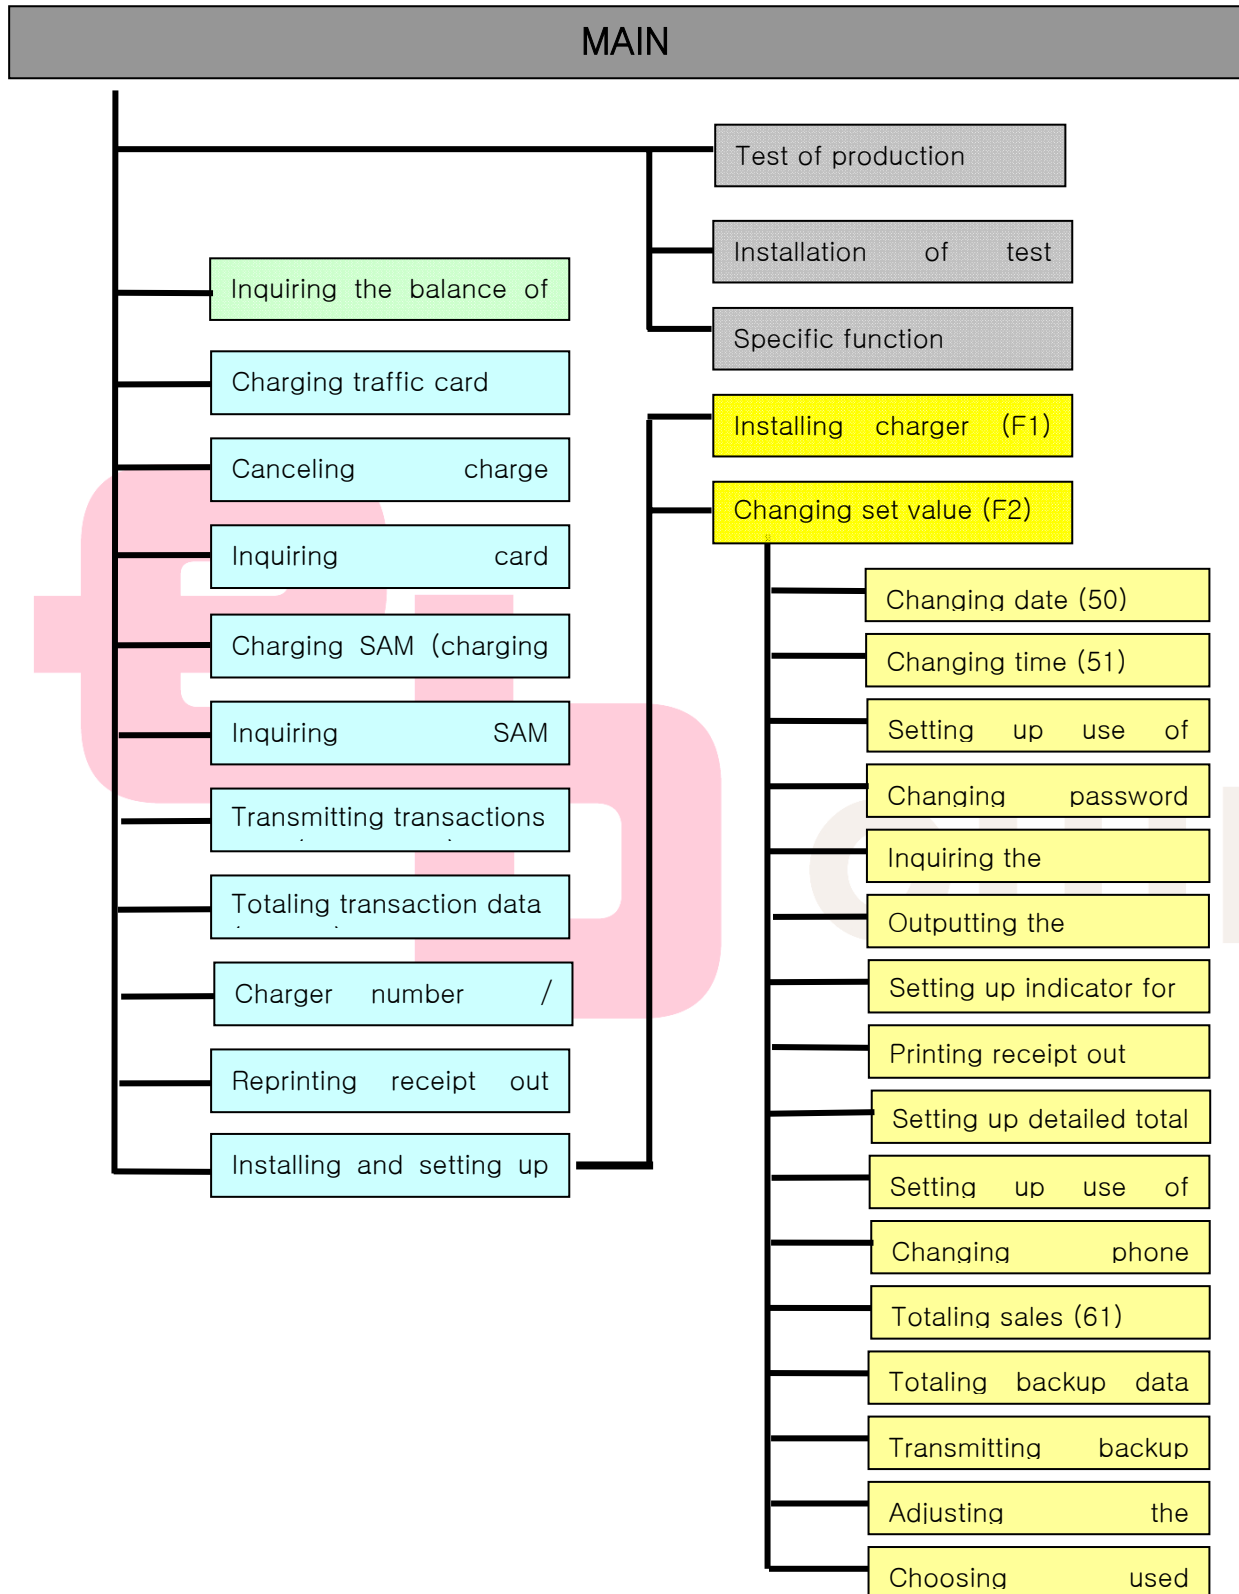 MAIN
Test of production
Installation of test
Specific function
Inquiring the balance of
Charging traffic card
Canceling charge
Inquiring card
Charging SAM (charging
Inquiring SAM
Transmitting transactions
Totaling transaction data
Charger number /
Reprinting receipt out
Installing and setting up
Installing charger (F1)
Changing set value (F2)
Changing date (50)
Changing time (51)
Setting up use of
Changing password
Inquiring the
Outputting the
Setting up indicator for
Printing receipt out
Setting up detailed total
Setting up use of
Changing phone
Totaling sales (61)
Totaling backup data
Transmitting backup
Adjusting the
Choosing used